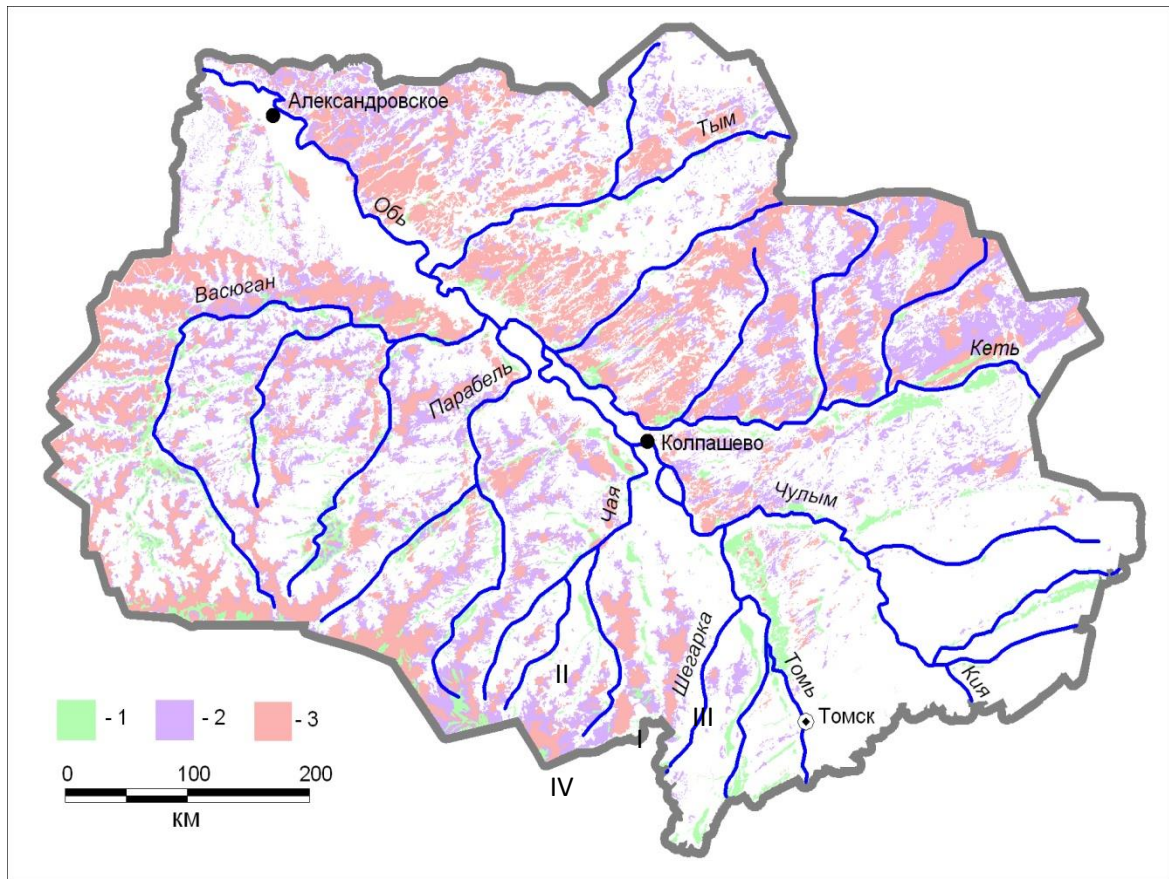 Александровское
Тым
Обь
Васюган
Кеть
Парабель
Колпашево
Чая
Чулым
Шегарка
Томь
Кия
II
- 1
- 2
- 3
III
Томск
I
0 100 200
IV
км